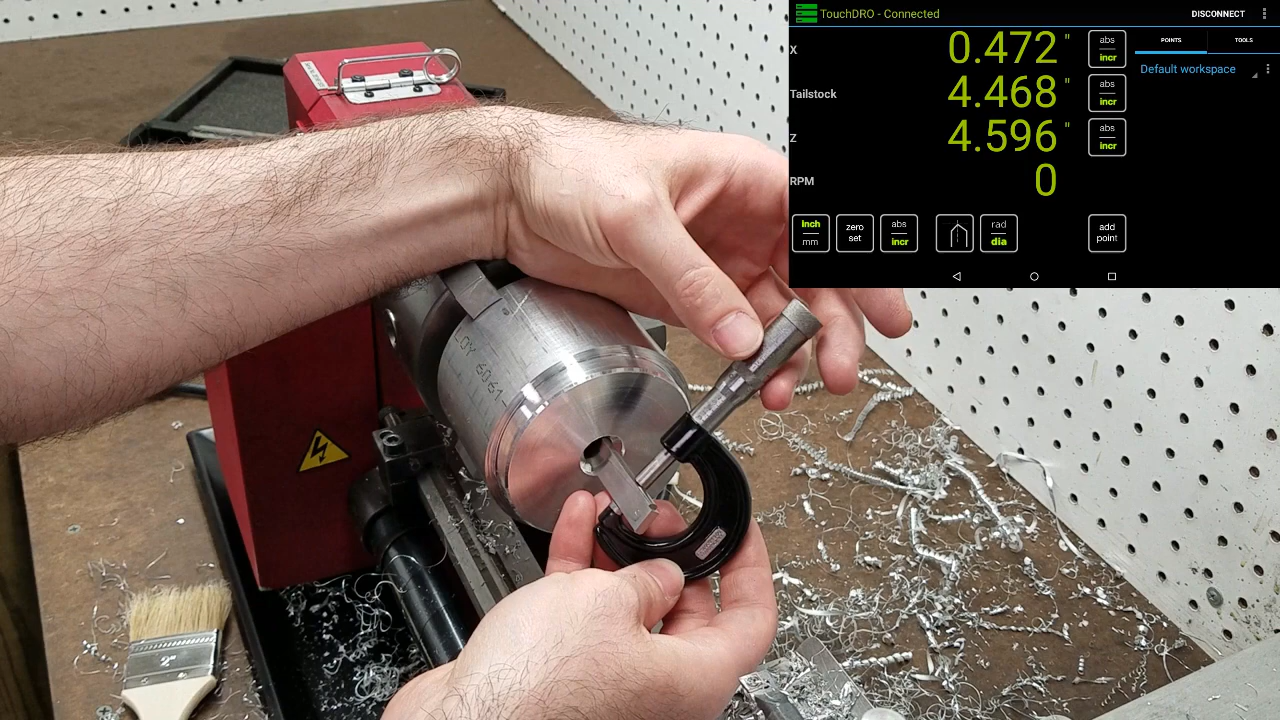 TouchDRO - Connected
DISCONNECT
X
0.472 "
abs
incr
POINTS
TOOLS
Default workspace
Tailstock
4.468 "
abs
incr
Z
4.596 "
abs
incr
RPM
0
inch
mm
zero
set
abs
incr
rad
dia
add
point
LOY 6061-
2"